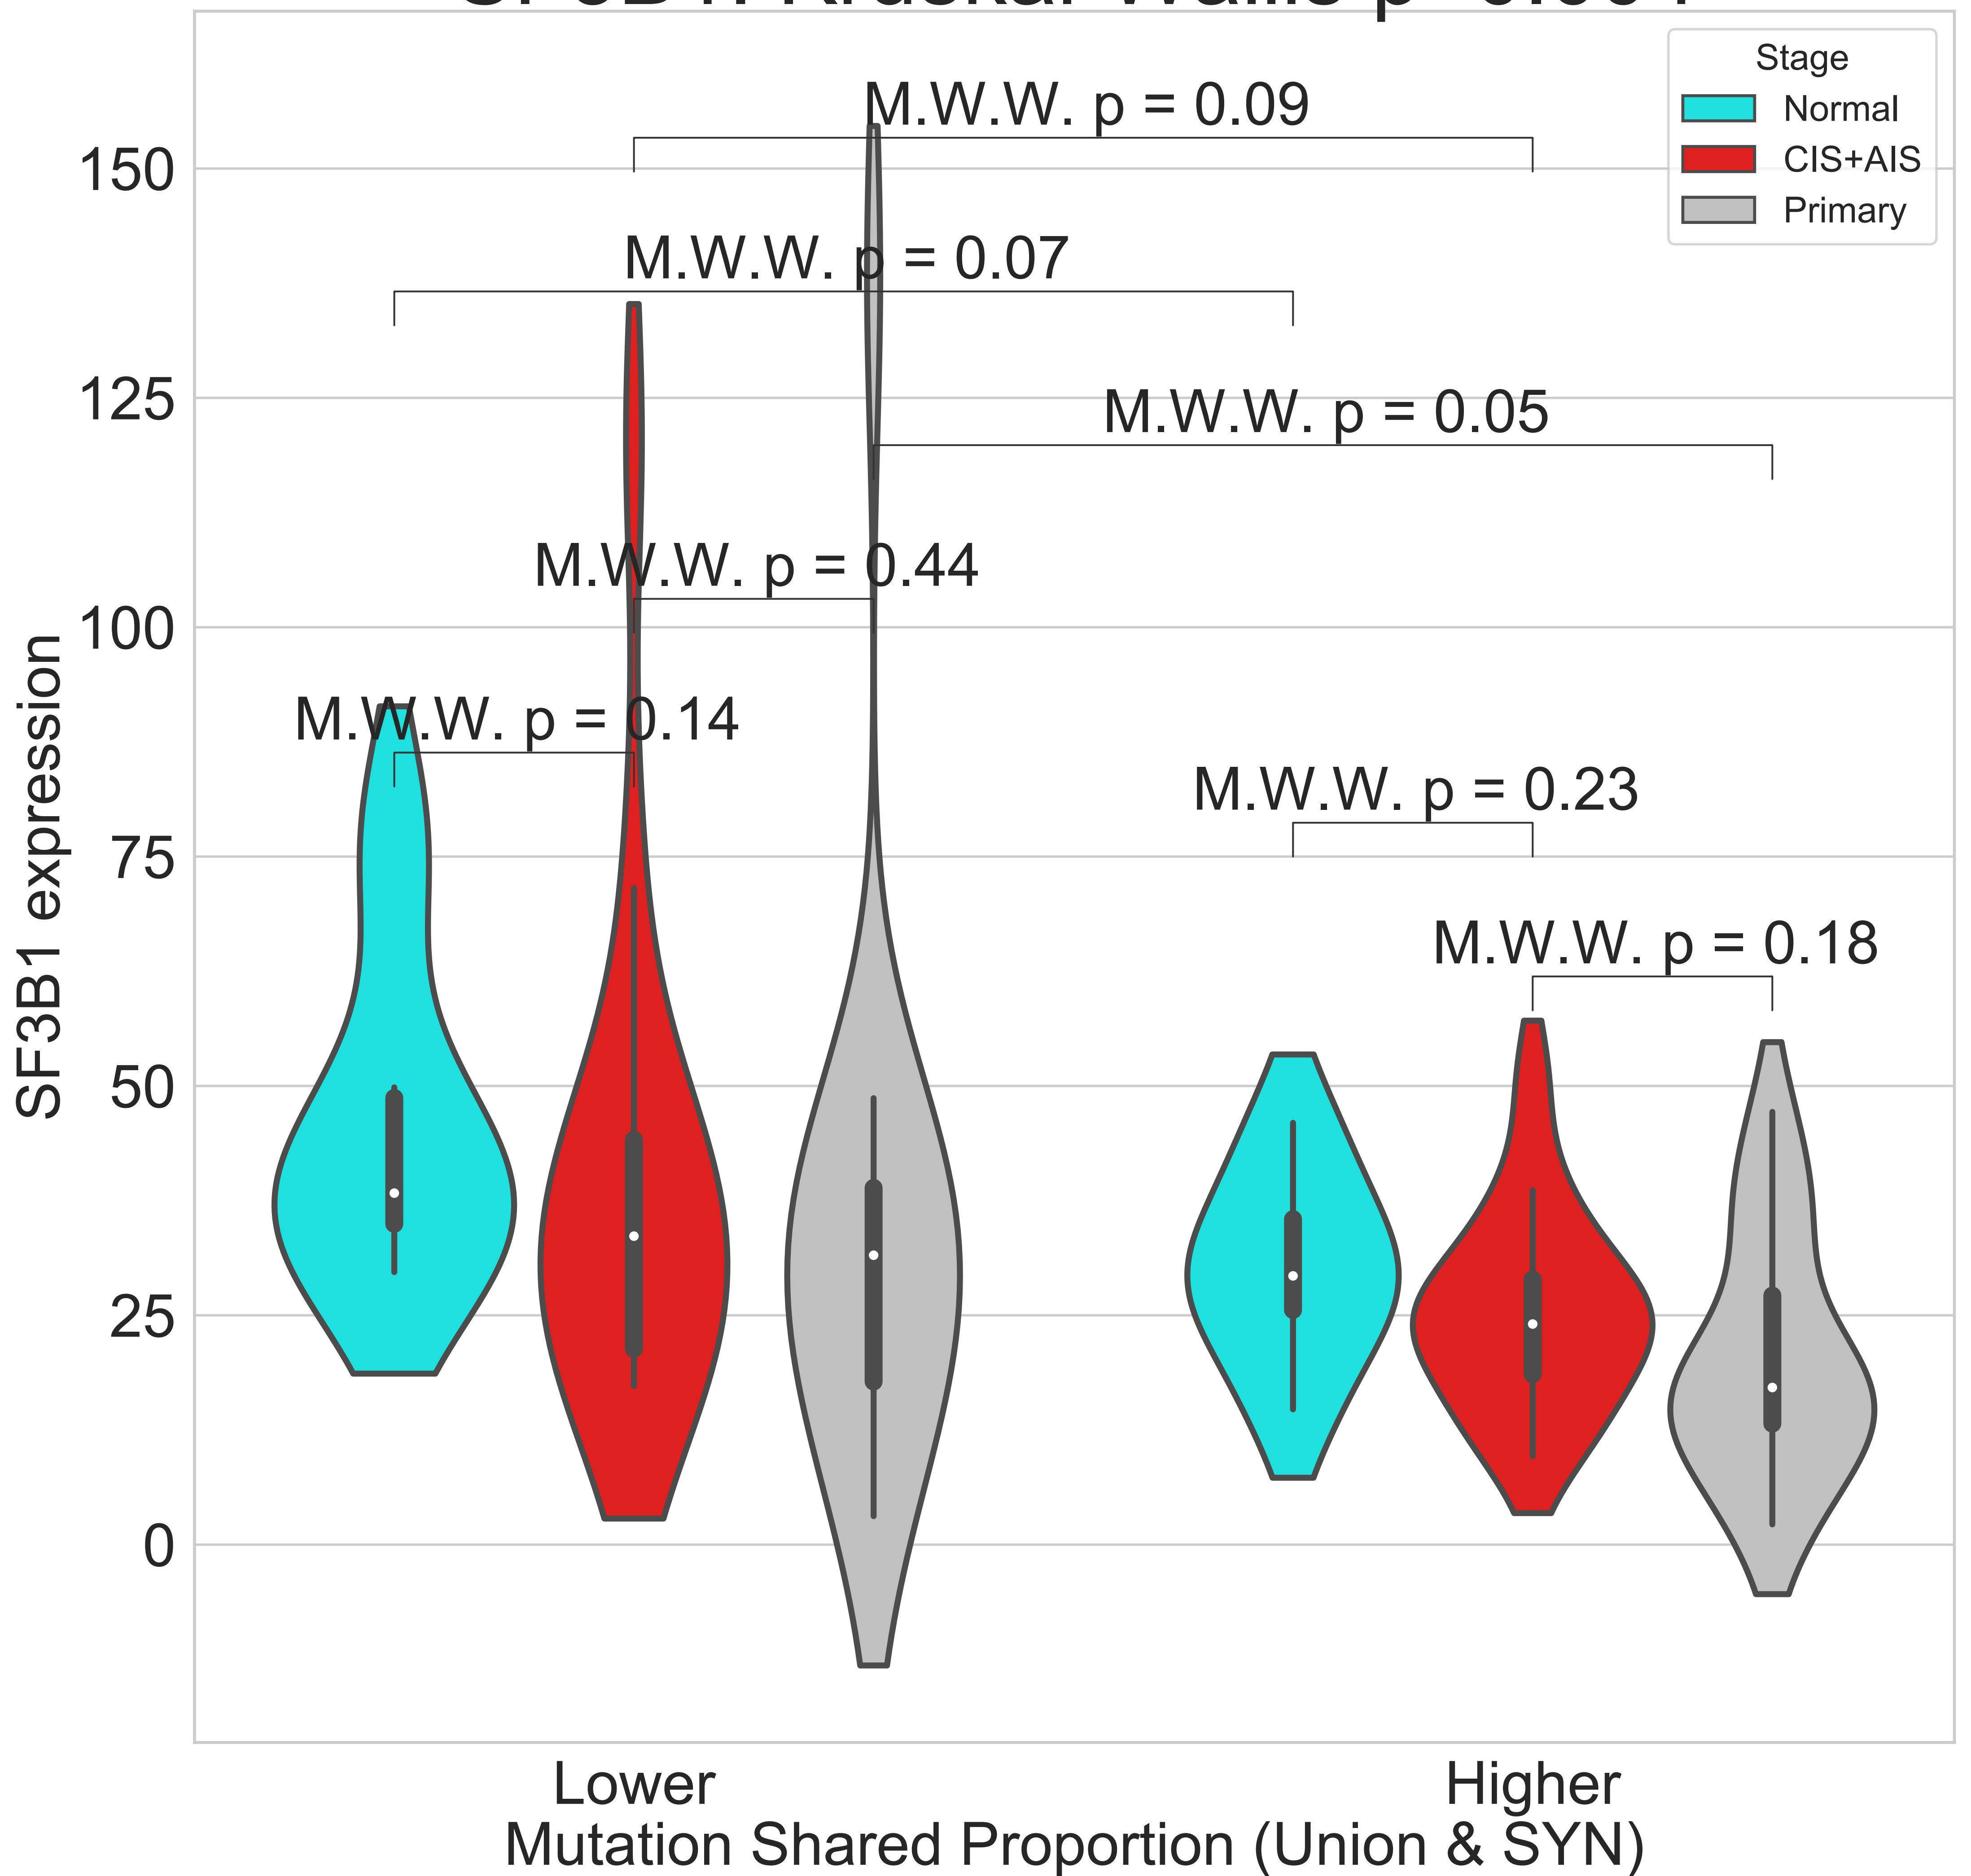 Stage
Normal
CIS+AIS
Primary
M.W.W. p = 0.09
M.W.W. p = 0.07
M.W.W. p = 0.05
M.W.W. p = 0.44
M.W.W. p = 0.14
M.W.W. p = 0.23
M.W.W. p = 0.18
150
125
100
75
50
25
0
SF3B1 expression
Lower
Higher
Mutation Shared Proportion (Union & SYN)